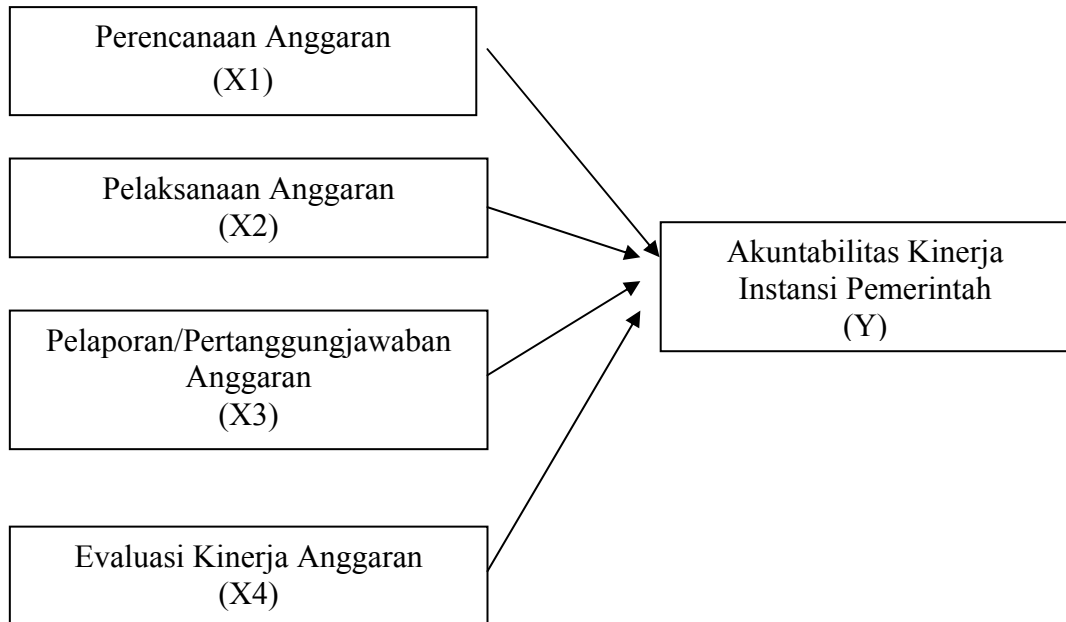 Perencanaan Anggaran
(X1)
Pelaksanaan Anggaran
(X2)
Pelaporan/Pertanggungjawaban
Anggaran
(X3)
Evaluasi Kinerja Anggaran
(X4)
Akuntabilitas Kinerja
Instansi Pemerintah
(Y)